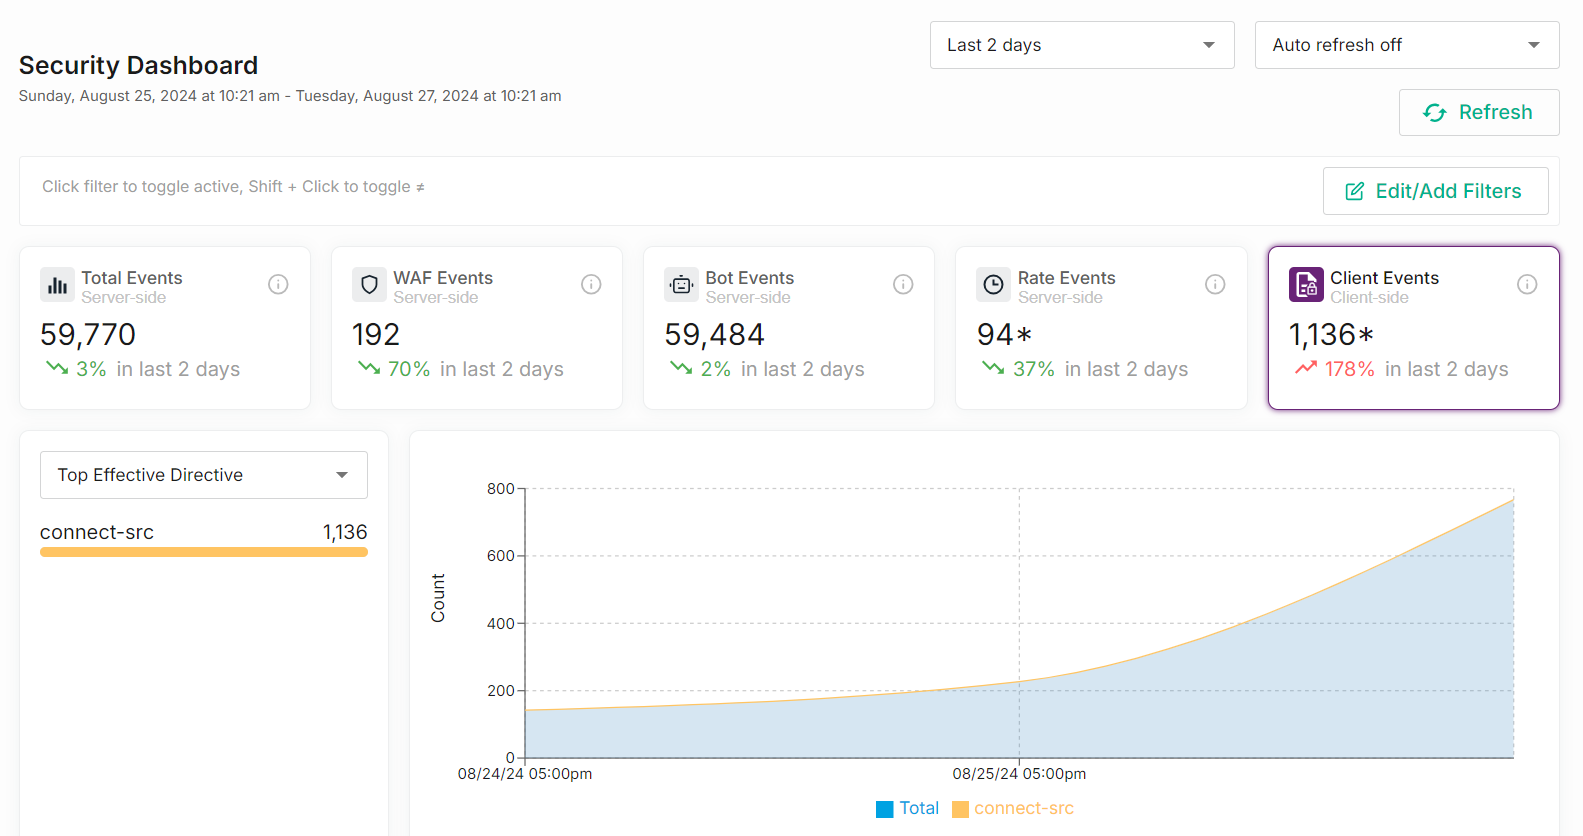 Last 2 days
Auto refresh off
Security Dashboard
Sunday, August 25, 2024 at 10:21 am - Tuesday, August 27, 2024 at 10:21 am
Refresh
Click filter to toggle active, Shift + Click to toggle ≠
Edit/Add Filters
Total Events
Server-side
59,770
3% in last 2 days
WAF Events
Server-side
192
70% in last 2 days
Bot Events
Server-side
59,484
2% in last 2 days
Rate Events
Server-side
94*
37% in last 2 days
Client Events
Client-side
1,136*
178% in last 2 days
Top Effective Directive
connect-src 1,136
800
600
400
200
0
Count
08/24/24 05:00pm 08/25/24 05:00pm
Total connect-src